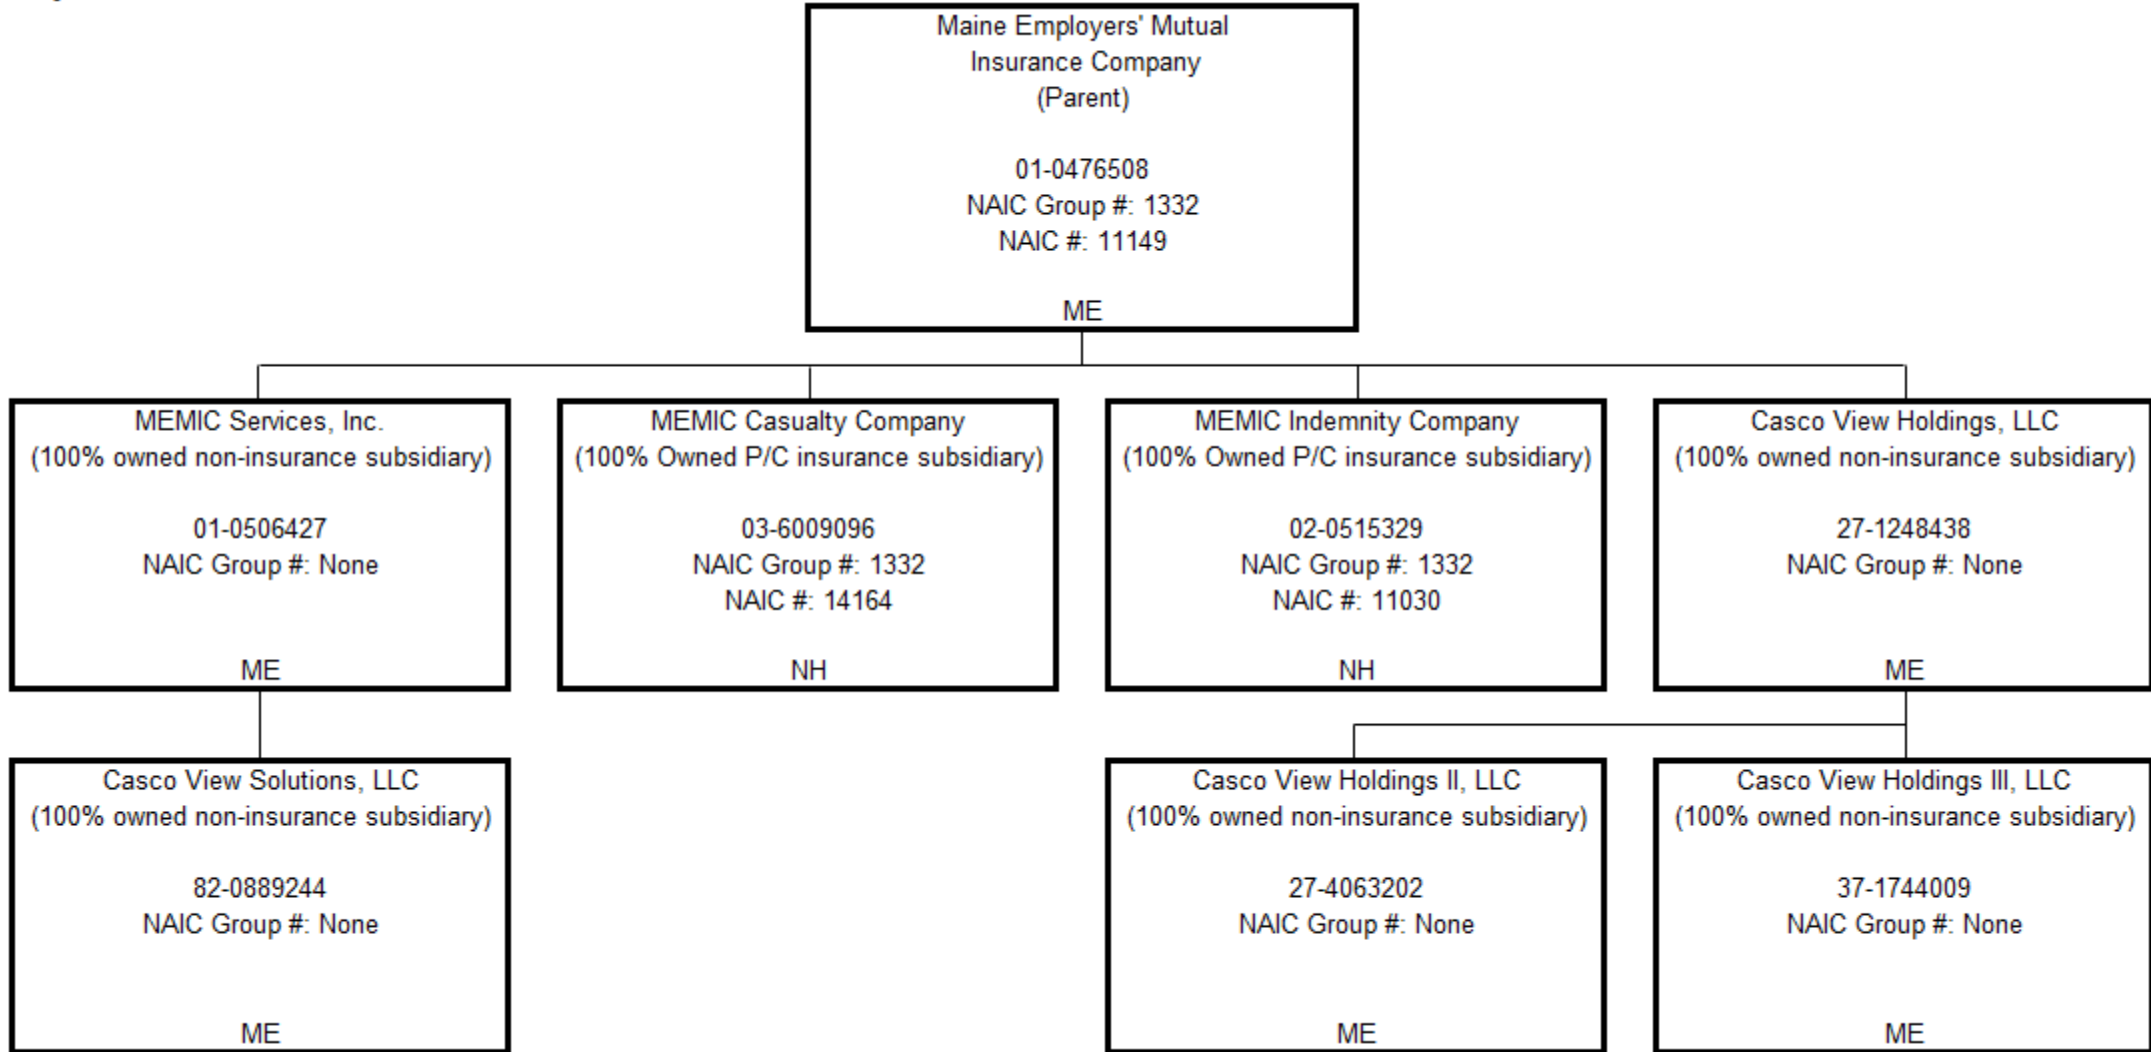 Maine Employers' Mutual
Insurance Company
(Parent)
01-0476508
NAIC Group #: 1332
NAIC #: 11149
ME
MEMIC Services, Inc.
(100% owned non-insurance subsidiary)
01-0506427
NAIC Group #: None
ME
MEMIC Casualty Company
(100% Owned P/C insurance subsidiary)
03-6009096
NAIC Group #: 1332
NAIC #: 14164
NH
MEMIC Indemnity Company
(100% Owned P/C insurance subsidiary)
02-0515329
NAIC Group #: 1332
NAIC #: 11030
NH
Casco View Holdings, LLC
(100% owned non-insurance subsidiary)
27-1248438
NAIC Group #: None
ME
Casco View Solutions, LLC
(100% owned non-insurance subsidiary)
82-0889244
NAIC Group #: None
ME
Casco View Holdings II, LLC
(100% owned non-insurance subsidiary)
27-4063202
NAIC Group #: None
ME
Casco View Holdings III, LLC
(100% owned non-insurance subsidiary)
37-1744009
NAIC Group #: None
ME